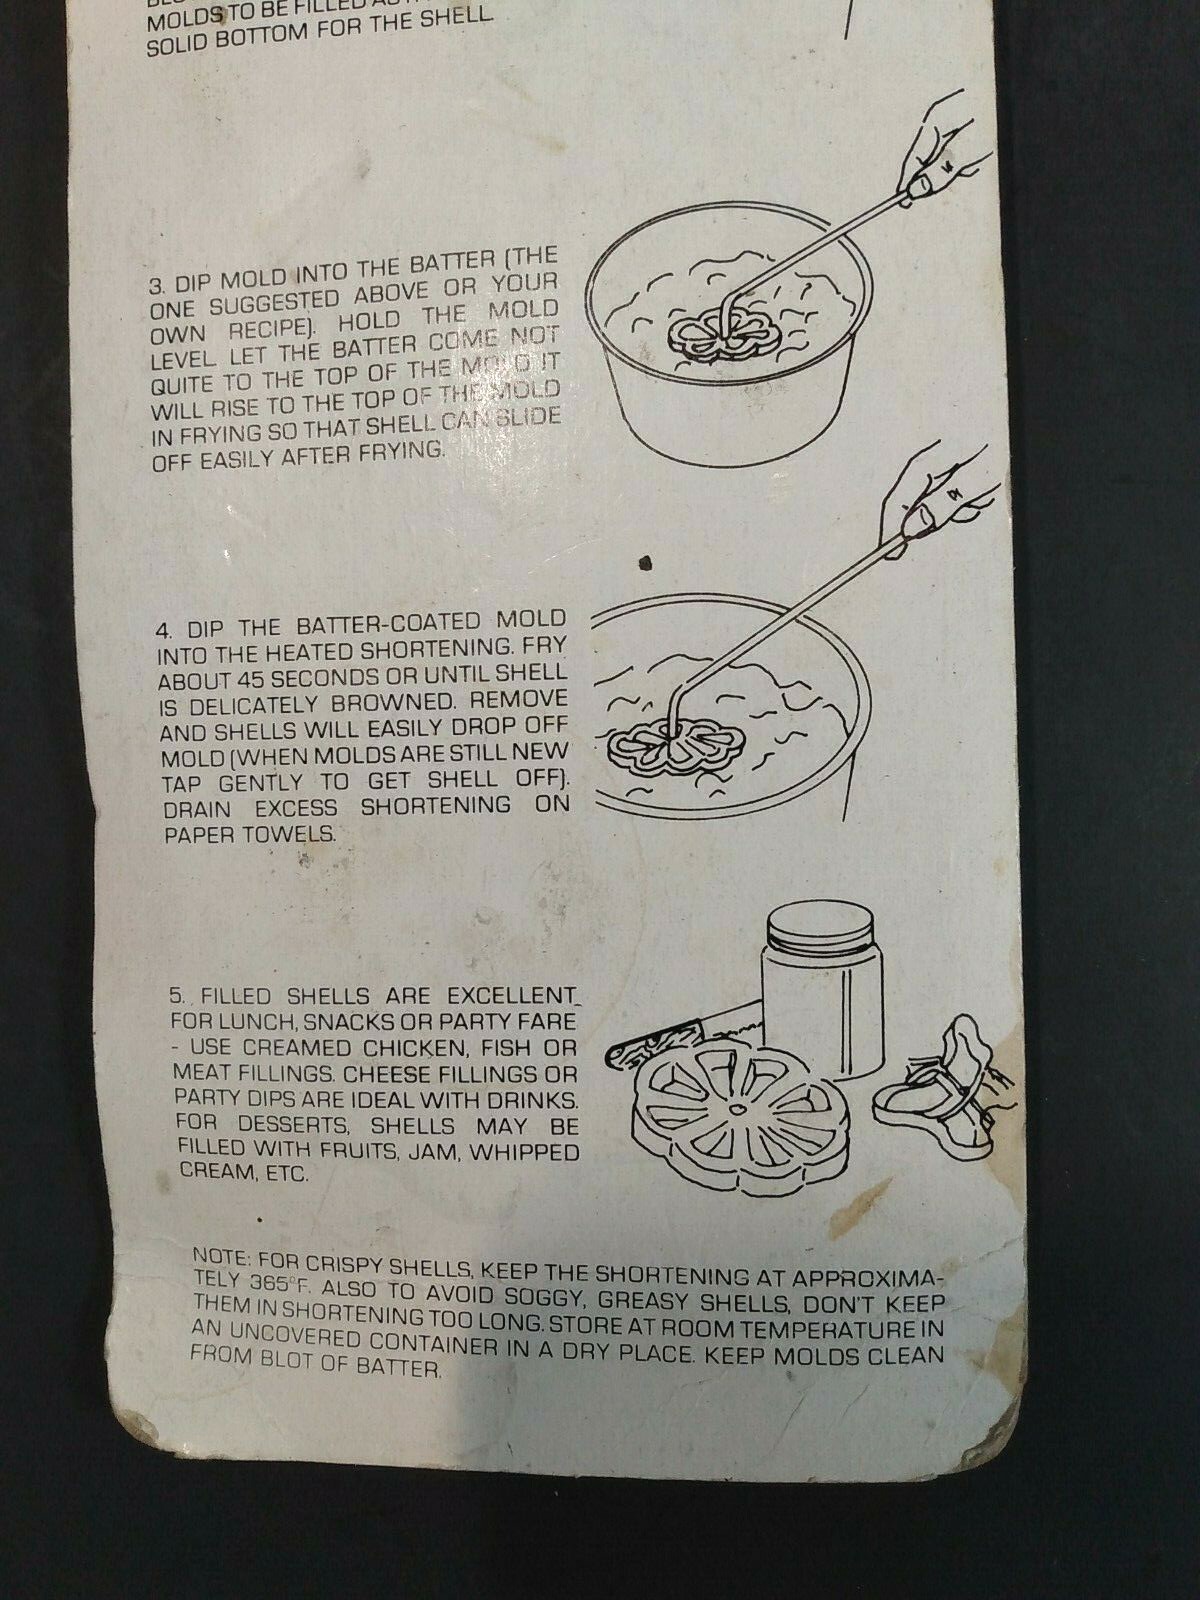 MOLDS TO BE FILLED
SOLID BOTTOM FOR THE SHELL
3. DIP MOLD INTO THE BATTER (THE
ONE SUGGESTED ABOVE OR YOUR
OWN RECIPE). HOLD THE MOLD
LEVEL LET THE BATTER COME NOT
QUITE TO THE TOP OF THE MOLD IT
WILL RISE TO THE TOP OF THE MOLD
IN FRYING SO THAT SHELL CAN SLIDE
OFF EASILY AFTER FRYING.
4. DIP THE BATTER-COATED MOLD
INTO THE HEATED SHORTENING. FRY
ABOUT 45 SECONDS OR UNTIL SHELL
IS DELICATELY BROWNED. REMOVE
AND SHELLS WILL EASILY DROP OFF
MOLD (WHEN MOLDS ARE STILL NEW
TAP GENTLY TO GET SHELL OFF).
DRAIN EXCESS SHORTENING ON
PAPER TOWELS.
5. FILLED SHELLS ARE EXCELLENT
FOR LUNCH, SNACKS OR PARTY FARE
- USE CREAMED CHICKEN, FISH OR
MEAT FILLINGS. CHEESE FILLINGS OR
PARTY DIPS ARE IDEAL WITH DRINKS.
FOR DESSERTS, SHELLS MAY BE
FILLED WITH FRUITS, JAM, WHIPPED
CREAM, ETC.
NOTE: FOR CRISPY SHELLS, KEEP THE SHORTENING AT APPROXIMA-
TELY 365°F. ALSO TO AVOID SOGGY, GREASY SHELLS, DON'T KEEP
THEM IN SHORTENING TOO LONG. STORE AT ROOM TEMPERATURE IN
AN UNCOVERED CONTAINER IN A DRY PLACE. KEEP MOLDS CLEAN
FROM BLOT OF BATTER.